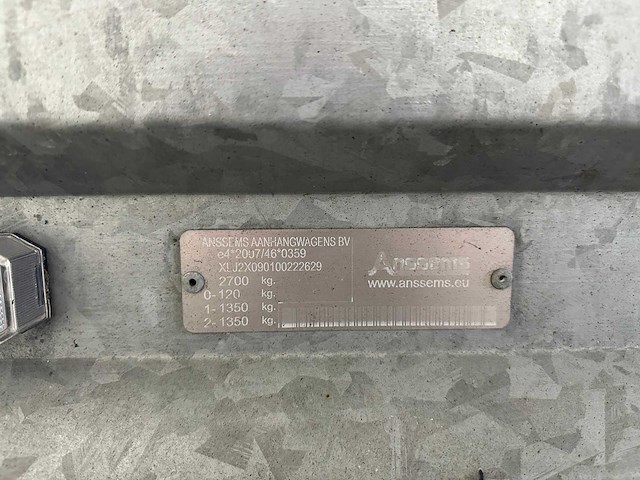 ANSSEMS AANHANGWAGENS BV
e4*2007/46*0359
XLJ2X090100222629
2700 kg.
0- 120 kg.
1- 1350 kg.
2- 1350 kg.
Anssems
www.anssems.eu